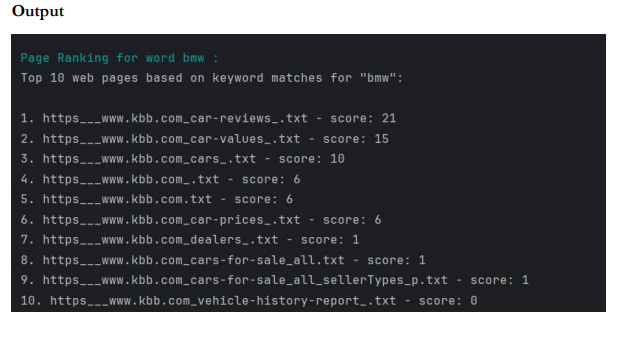 Output
Page Ranking for word bmw :
Top 10 web pages based on keyword matches for "bmw":
1. https___www.kbb.com_car-reviews_.txt - score: 21
2. https___www.kbb.com_car-values_.txt - score: 15
3. https___www.kbb.com_cars_.txt - score: 10
4. https___www.kbb.com_.txt - score: 6
5. https___www.kbb.com.txt - score: 6
6. https___www.kbb.com_car-prices_.txt - score: 6
7. https___www.kbb.com_dealers_.txt - score: 1
8. https___www.kbb.com_cars-for-sale_all.txt - score: 1
9. https___www.kbb.com_cars-for-sale_all_sellerTypes_p.txt - score: 1
10. https___www.kbb.com_vehicle-history-report_.txt - score: 0